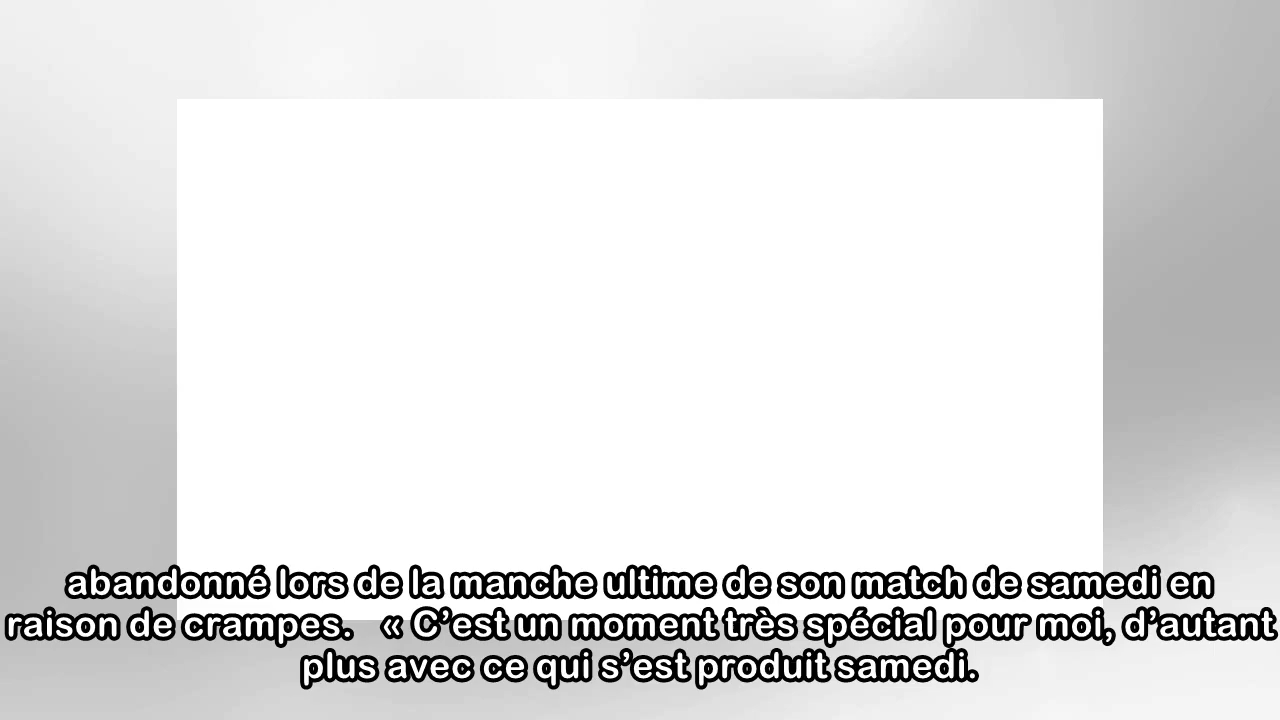 abandonné lors de la manche ultime de son match de samedi en
raison de crampes.   « C’est un moment très spécial pour moi, d’autant
plus avec ce qui s’est produit samedi.